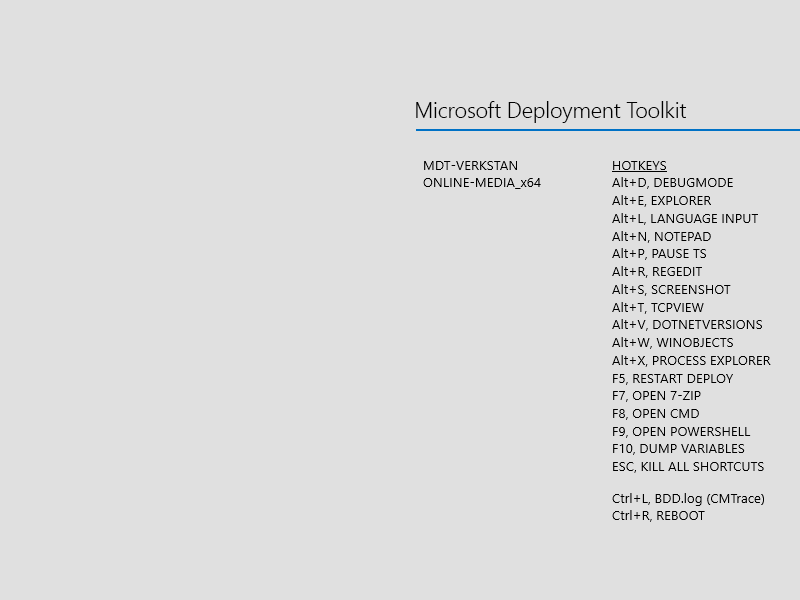 Microsoft Deployment Toolkit
MDT-VERKSTAN
ONLINE-MEDIA_x64
HOTKEYS
Alt+D, DEBUGMODE
Alt+E, EXPLORER
Alt+L, LANGUAGE INPUT
Alt+N, NOTEPAD
Alt+P, PAUSE TS
Alt+R, REGEDIT
Alt+S, SCREENSHOT
Alt+T, TCPVIEW
Alt+V, DOTNETVERSIONS
Alt+W, WINOBJECTS
Alt+X, PROCESS EXPLORER
F5, RESTART DEPLOY
F7, OPEN 7-ZIP
F8, OPEN CMD
F9, OPEN POWERSHELL
F10, DUMP VARIABLES
ESC, KILL ALL SHORTCUTS
Ctrl+L, BDD.log (CMTrace)
Ctrl+R, REBOOT